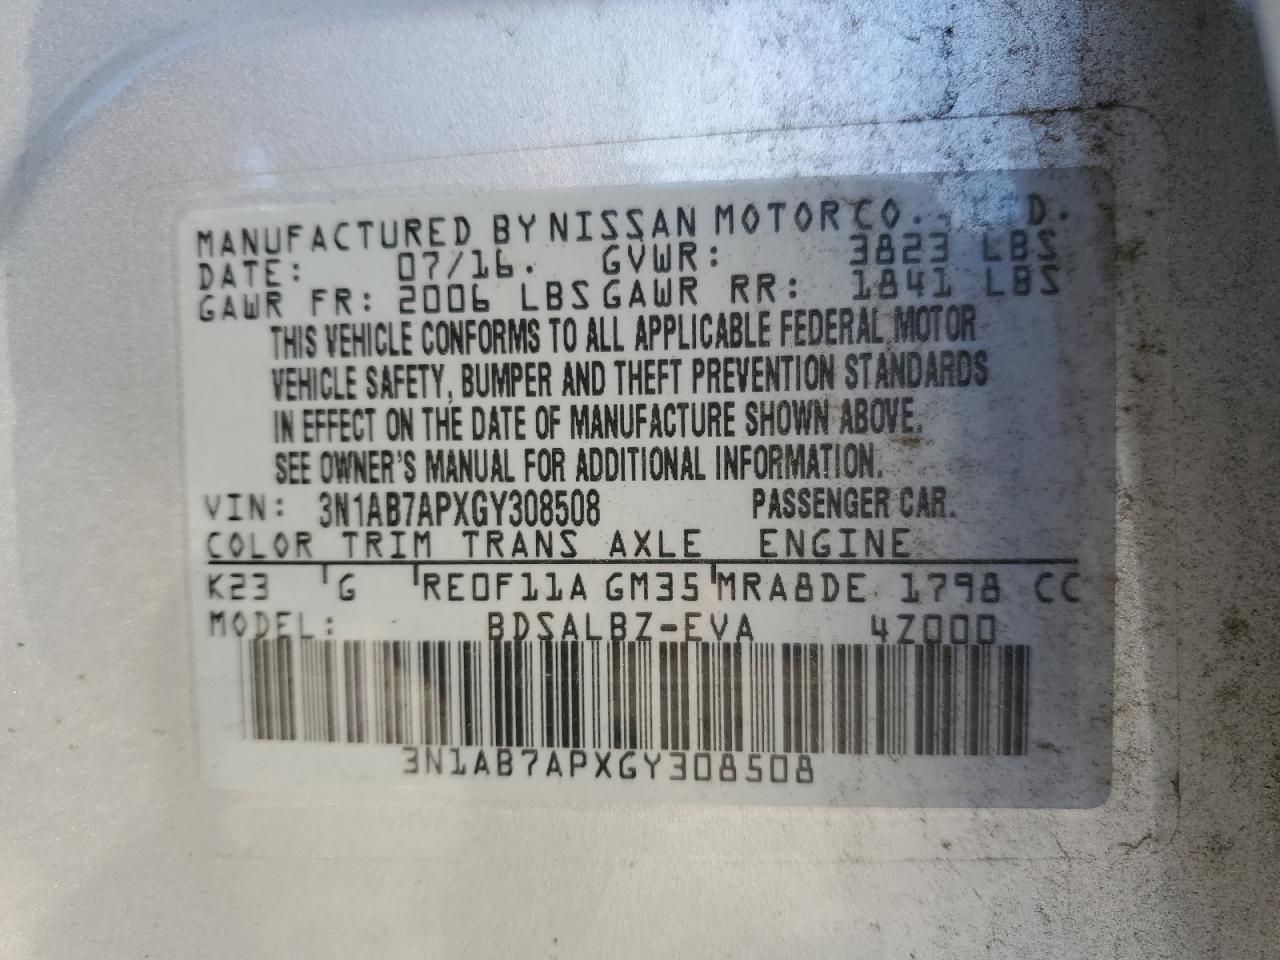 MANUFACTURED BY NISSAN MOTOR CO.
DATE: 07/16. GVWR: 3823 LBS
GAWR FR: 2006 LBS GAWR RR: 1841 LBS
THIS VEHICLE CONFORMS TO ALL APPLICABLE FEDERAL MOTOR
VEHICLE SAFETY, BUMPER AND THEFT PREVENTION STANDARDS
IN EFFECT ON THE DATE OF MANUFACTURE SHOWN ABOVE.
SEE OWNER'S MANUAL FOR ADDITIONAL INFORMATION.
VIN: 3N1AB7APXGY308508 PASSENGER CAR.
COLOR TRIM TRANS AXLE ENGINE
K23 G RE0F11A GM35 MRA8DE 1798 CC
MODEL: BDSALBZ-EVA 4Z000
3N1AB7APXGY308508